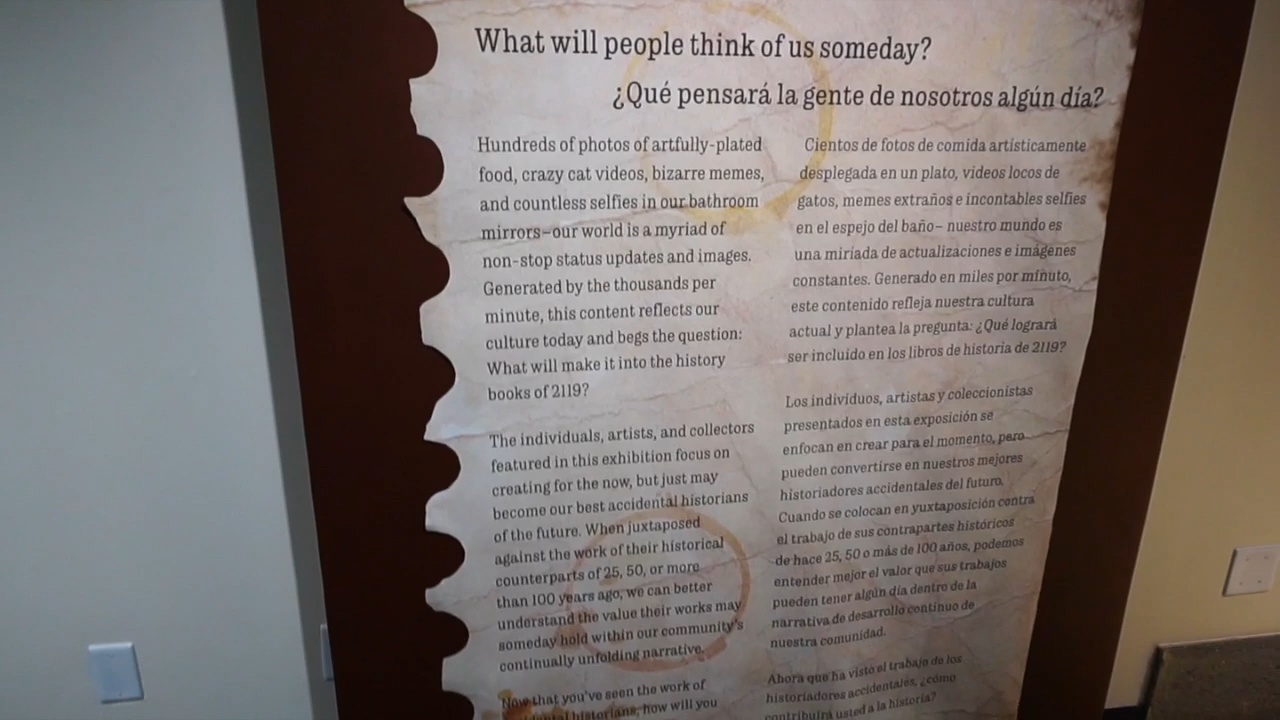 What will people think of us someday?
¿Qué pensará la gente de nosotros algún día?
Hundreds of photos of artfully-plated
food, crazy cat videos, bizarre memes,
and countless selfies in our bathroom
mirrors–our world is a myriad of
non-stop status updates and images.
Generated by the thousands per
minute, this content reflects our
culture today and begs the question:
What will make it into the history
books of 2119?
The individuals, artists, and collectors
featured in this exhibition focus on
creating for the now, but just may
become our best accidental historians
of the future. When juxtaposed
against the work of their historical
counterparts of 25, 50, or more
than 100 years ago, we can better
understand the value their works may
someday hold within our community's
continually unfolding narrative.
Now that you've seen the work of
historians, how will you
Cientos de fotos de comida artísticamente
desplegada en un plato, videos locos de
gatos, memes extraños e incontables selfies
en el espejo del baño– nuestro mundo es
una miríada de actualizaciones e imágenes
constantes. Generado en miles por minuto,
este contenido refleja nuestra cultura
actual y plantea la pregunta: ¿Qué logrará
ser incluido en los libros de historia de 2119?
Los individuos, artistas y coleccionistas
presentados en esta exposición se
enfocan en crear para el momento, pero
pueden convertirse en nuestros mejores
historiadores accidentales del futuro.
Cuando se colocan en yuxtaposición contra
el trabajo de sus contrapartes históricos
de hace 25, 50 o más de 100 años, podemos
entender mejor el valor que sus trabajos
pueden tener algún día dentro de la
narrativa de desarrollo continuo de
nuestra comunidad.
Ahora que ha visto el trabajo de los
historiadores accidentales, ¿cómo
contribuirá usted a la historia?